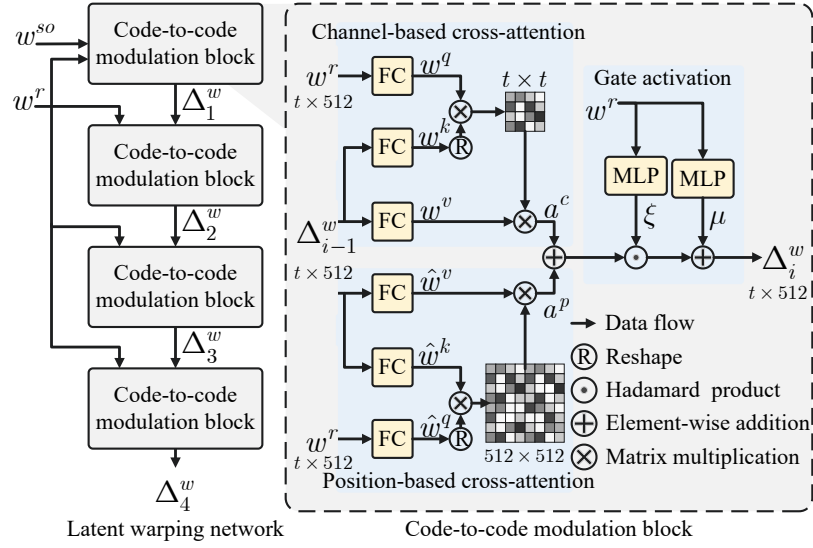 w^{so}
w^r
Code-to-code
modulation block
Δ_1^w
Code-to-code
modulation block
Δ_2^w
Code-to-code
modulation block
Δ_3^w
Code-to-code
modulation block
Δ_4^w
Latent warping network
Channel-based cross-attention
w^r
t × 512
FC
w^q
t × t
FC
w^k
R
Δ_{i-1}^w
t × 512
FC
w^v
a^c
FC
ŵ^v
a^p
FC
ŵ^k
w^r
t × 512
FC
ŵ^q
R
512 × 512
Position-based cross-attention
Gate activation
w^r
MLP
MLP
ξ
μ
Δ_i^w
t × 512
Data flow
R Reshape
Hadamard product
Element-wise addition
Matrix multiplication
Code-to-code modulation block